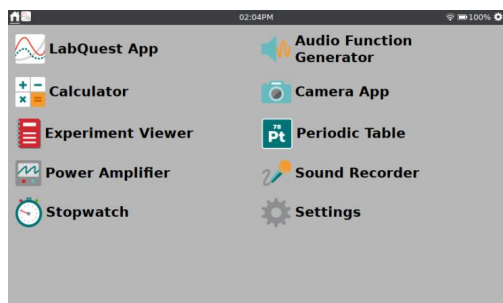 02:04PM
100%
LabQuest App
Audio Function
Generator
Calculator
Camera App
Experiment Viewer
78
Pt
Periodic Table
Power Amplifier
Sound Recorder
Stopwatch
Settings